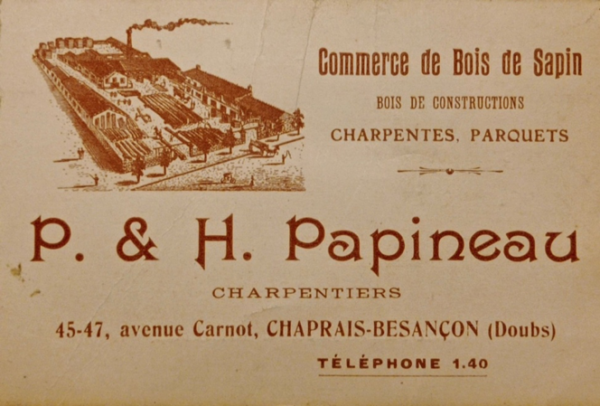 Commerce de Bois de Sapin
BOIS DE CONSTRUCTIONS
CHARPENTES, PARQUETS
P. & H. Papineau
CHARPENTIERS
45-47, avenue Carnot, CHAPRAIS-BESANÇON (Doubs)
TÉLÉPHONE 1.40